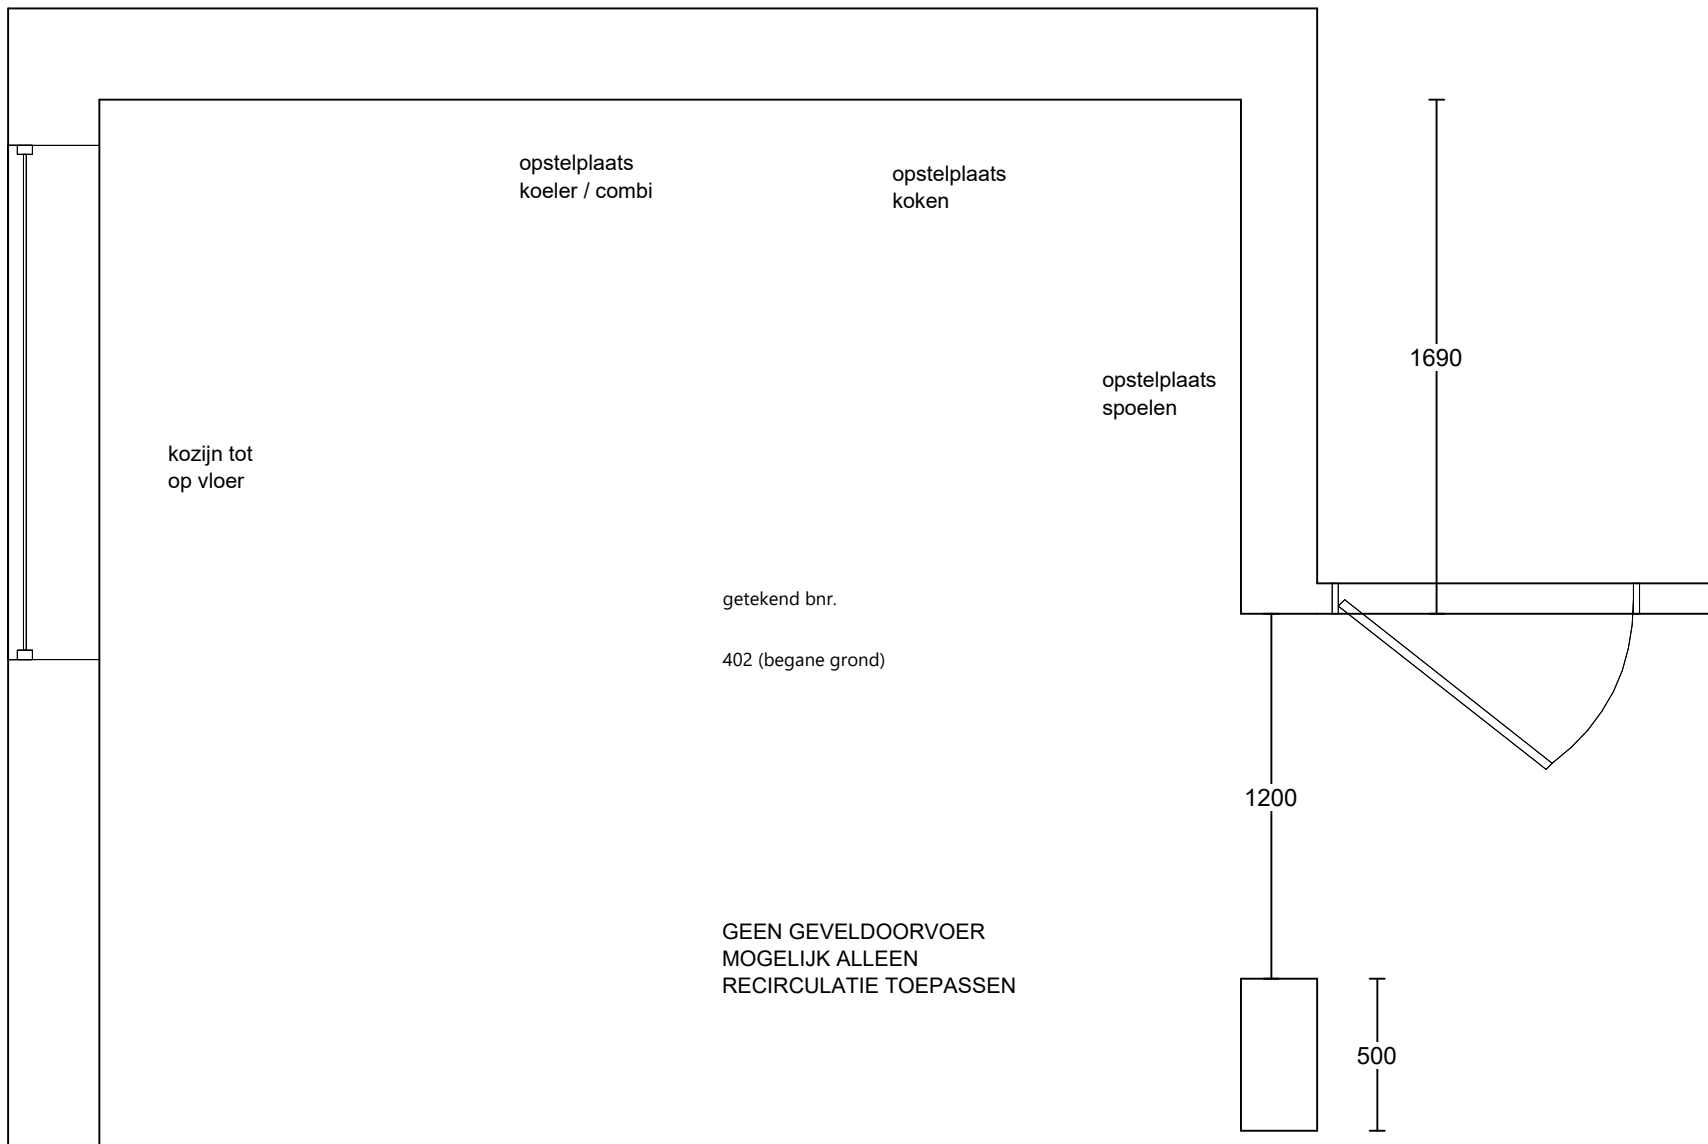 opstelplaats
koeler / combi
opstelplaats
koken
1690
opstelplaats
spoelen
kozijn tot
op vloer
getekend bnr.
402 (begane grond)
1200
GEEN GEVELDOORVOER
MOGELIJK ALLEEN
RECIRCULATIE TOEPASSEN
500